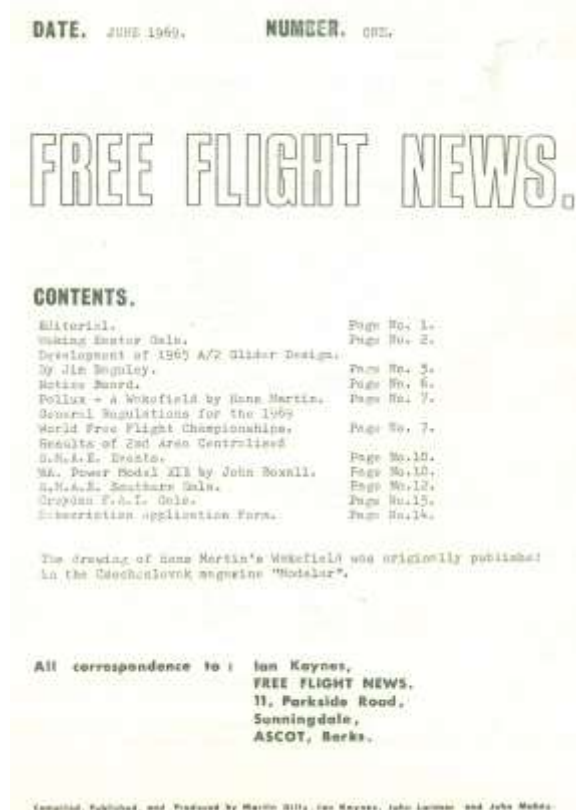 DATE. JUNE 1969. NUMBER. ONE.
FREE FLIGHT NEWS.
CONTENTS.
Editorial. Page No. 1.
Woking Easter Gala. Page No. 2.
Development of 1965 A/2 Glider Design.
By Jim Baguley. Page No. 3.
Notice Board. Page No. 6.
Pollux - a Wakefield by Hans Martin. Page No. 7.
General Regulations for the 1969
World Free Flight Championships. Page No. 7.
Results of 2nd Area Centralised
S.M.A.E. Events. Page No.10.
Power Model XIX by John Boxall. Page No.10.
S.M.A.E. Southern Gala. Page No.12.
Croydon F.A.I. Gala. Page No.13.
Subscription Application Form. Page No.14.
The drawing of Hans Martin's Wakefield was originally published
in the Czechoslovak magazine "Modelar".
All correspondence to : Ian Kaynes,
FREE FLIGHT NEWS.
11, Parkside Road,
Sunningdale,
ASCOT, Berks.
Compiled, Published, and Produced by Martin Dilly, Ian Kaynes, John and John